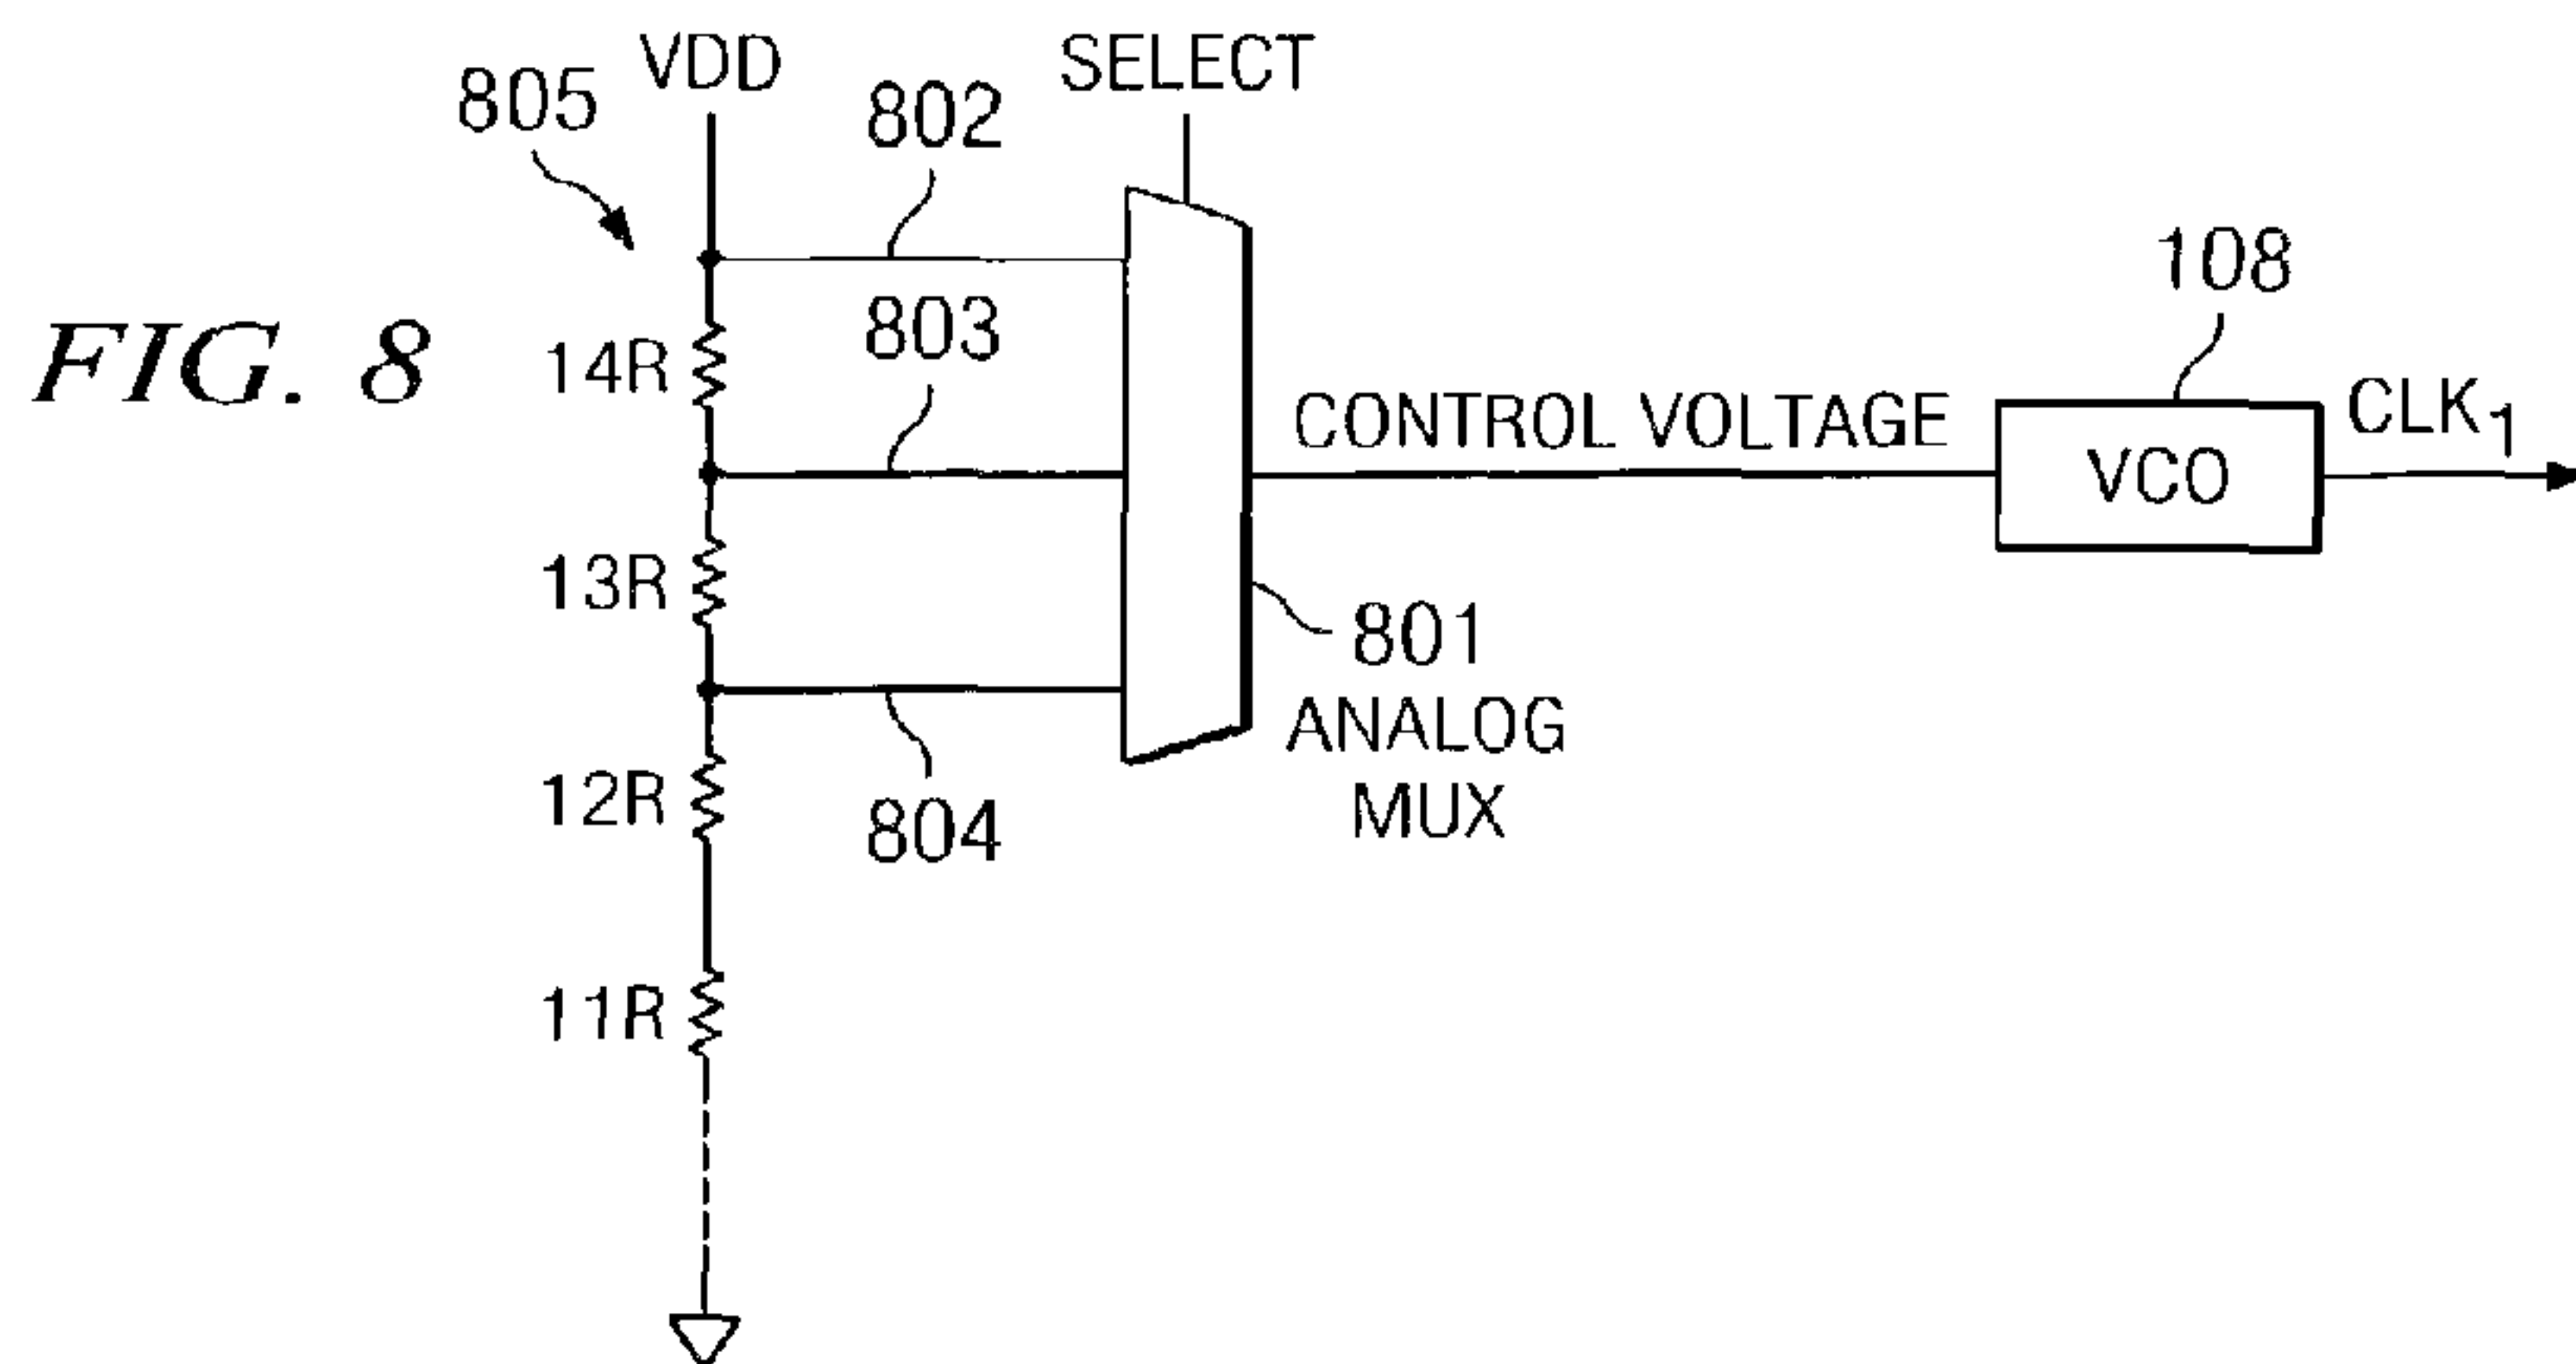 805
VDD
SELECT
802
108
FIG. 8
14R
803
CONTROL VOLTAGE
VCO
CLK1
13R
801
ANALOG
MUX
12R
804
11R